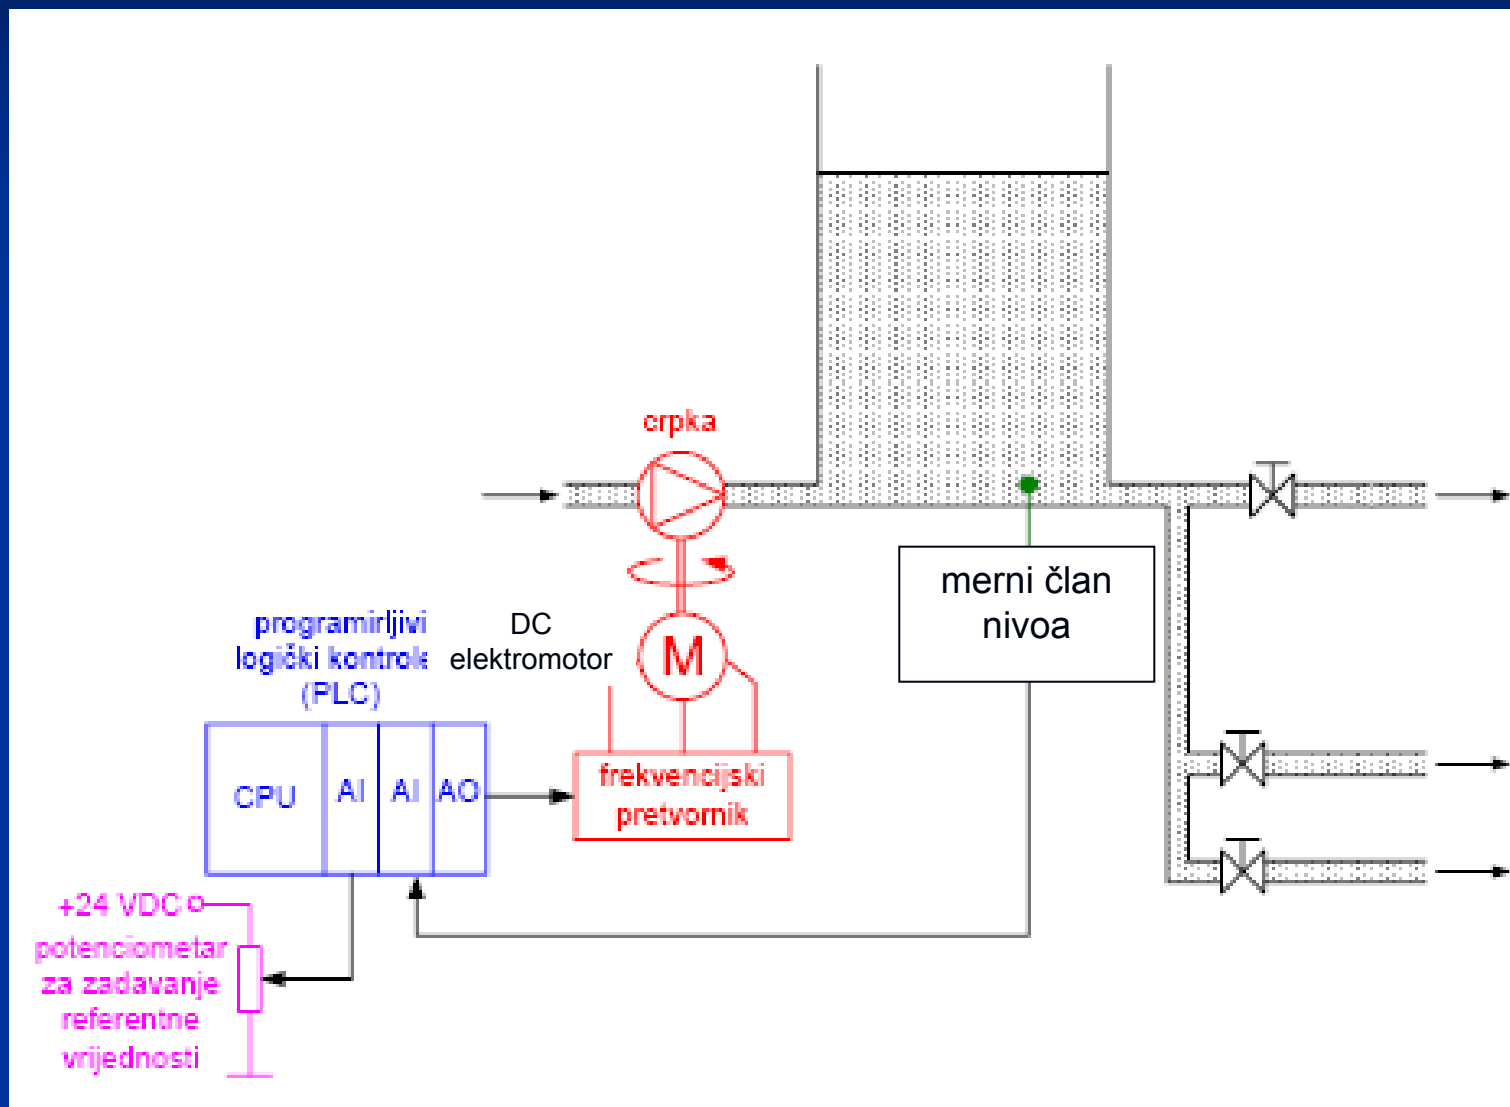 crpka
merni član
nivoa
DC
elektromotor
M
programirljivi
logički kontrole
(PLC)
CPU
AI
AI
AO
frekvencijski
pretvornik
+24 VDC
potenciometar
za zadavanje
referentne
vrijednosti